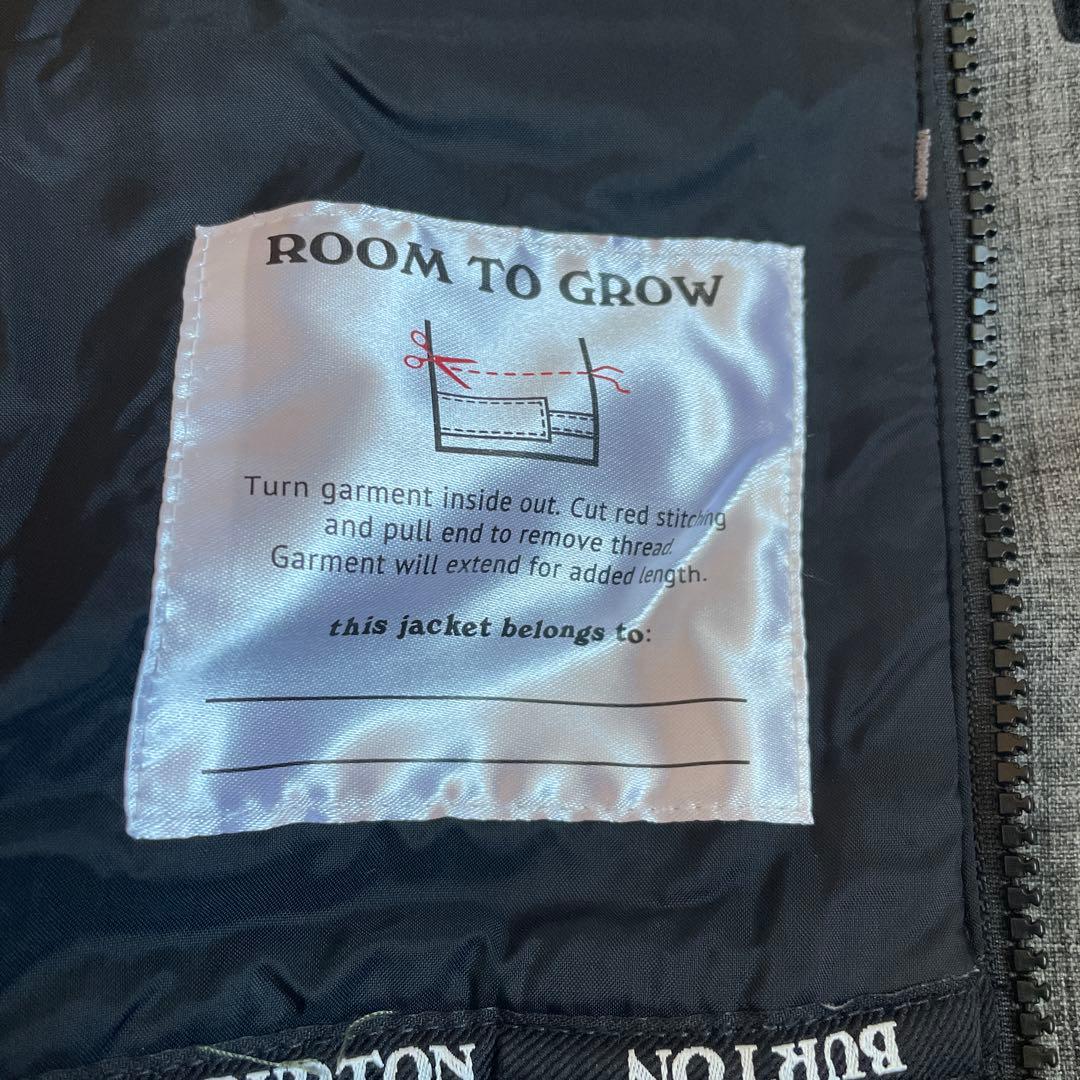 ROOM TO GROW
Turn garment inside out. Cut red stitching
and pull end to remove thread.
Garment will extend for added length.
this jacket belongs to:
BURTON
BURTON